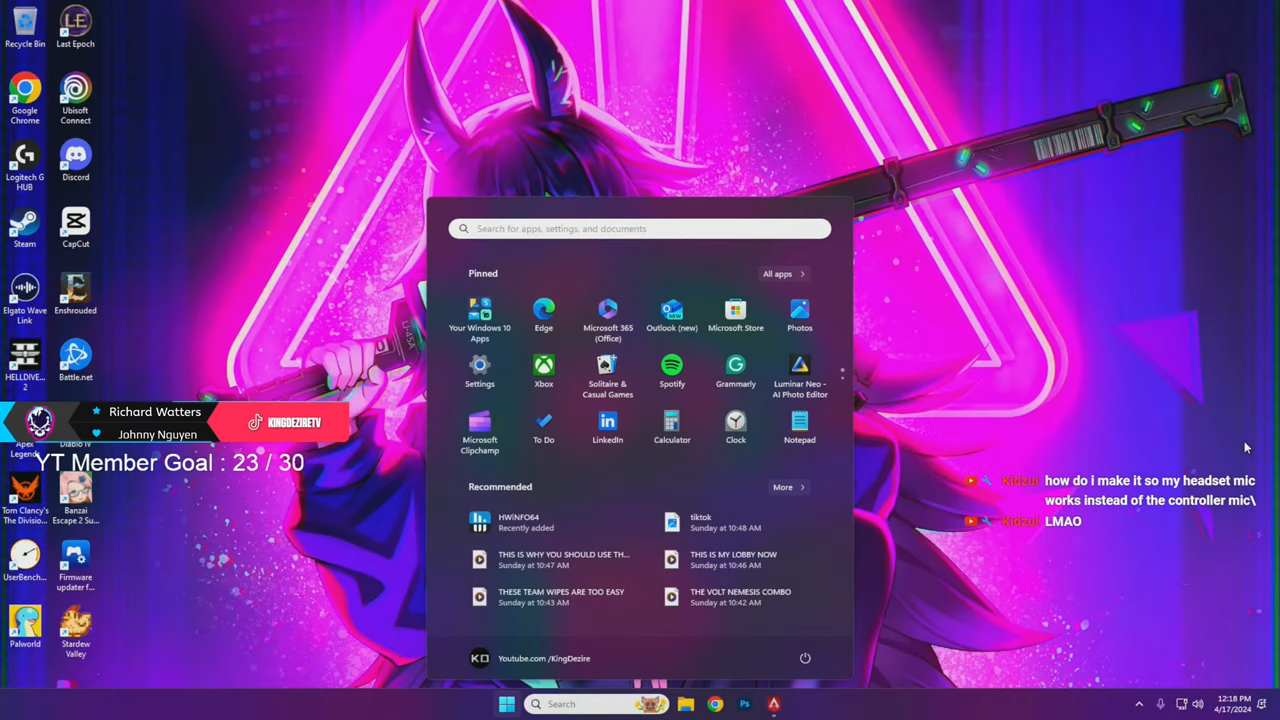 Recycle Bin
Last Epoch
Google
Chrome
Ubisoft
Connect
Logitech G
HUB
Discord
Steam
CapCut
Elgato Wave
Link
Enshrouded
HELLDIVE...
2
Battle.net
Richard Watters
Johnny Nguyen
KINGDEZIRETV
Apex
Legends
Diablo IV
YT Member Goal : 23 / 30
Tom Clancy's
The Divisio...
Banzai
Escape 2 Su...
UserBench...
Firmware
updater f...
Palworld
Stardew
Valley
Search for apps, settings, and documents
Pinned
All apps >
Your Windows 10
Apps
Edge
Microsoft 365
(Office)
Outlook (new)
Microsoft Store
Photos
Settings
Xbox
Solitaire &
Casual Games
Spotify
Grammarly
Luminar Neo -
AI Photo Editor
Microsoft
Clipchamp
To Do
LinkedIn
Calculator
Clock
Notepad
Recommended
More >
HWiNFO64
Recently added
tiktok
Sunday at 10:48 AM
THIS IS WHY YOU SHOULD USE TH...
Sunday at 10:47 AM
THIS IS MY LOBBY NOW
Sunday at 10:46 AM
THESE TEAM WIPES ARE TOO EASY
Sunday at 10:43 AM
THE VOLT NEMESIS COMBO
Sunday at 10:42 AM
KD Youtube.com /KingDezire
how do i make it so my headset mic
works instead of the controller mic\
LMAO
Search
Ps
12:18 PM
4/17/2024